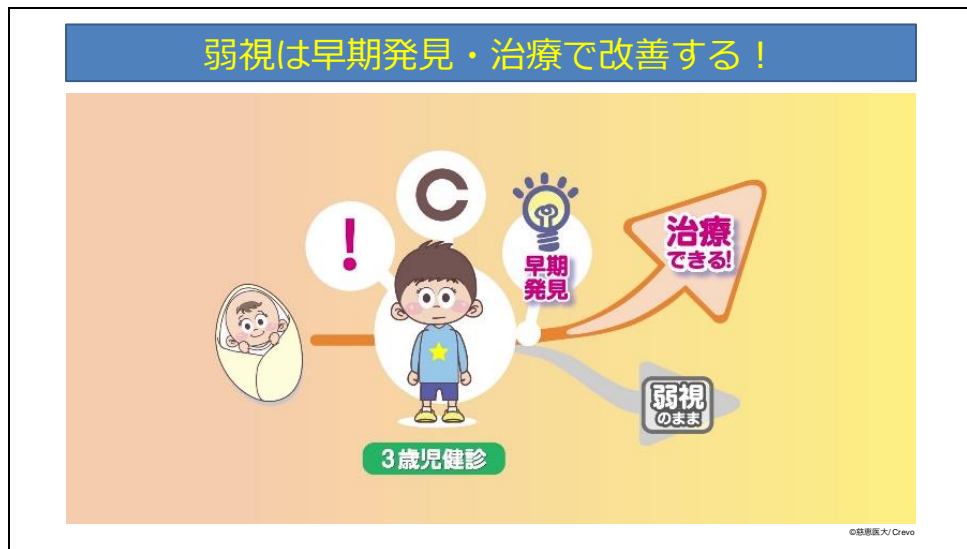 弱視は早期発見・治療で改善する！
!
C
早期
発見
治療
できる!
弱視
のまま
3歳児健診
©慈恵医大/Crevo